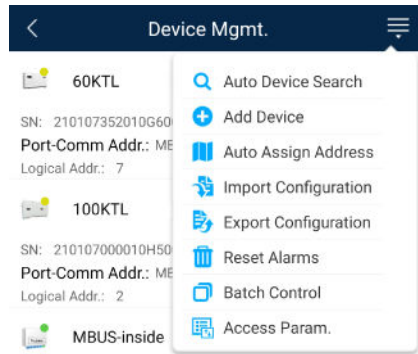 Device Mgmt.
60KTL
SN: 210107352010G60
Port-Comm Addr.: MB
Logical Addr.: 7
100KTL
SN: 210107000010H50
Port-Comm Addr.: MB
Logical Addr.: 2
MBUS-inside
Auto Device Search
Add Device
Auto Assign Address
Import Configuration
Export Configuration
Reset Alarms
Batch Control
Access Param.